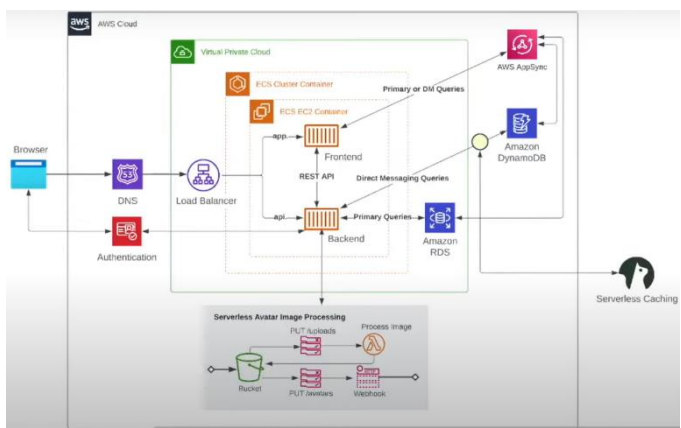 aws
AWS Cloud
Virtual Private Cloud
AWS AppSync
ECS Cluster Container
Primary or DM Queries
ECS EC2 Container
app
Frontend
Amazon
DynamoDB
Browser
53
REST API
Direct Messaging Queries
DNS
Load Balancer
api
Backend
Primary Queries
Amazon
RDS
Authentication
Serverless Caching
Serverless Avatar Image Processing
PUT /uploads
Process Image
Bucket
PUT /avatars
Webhook